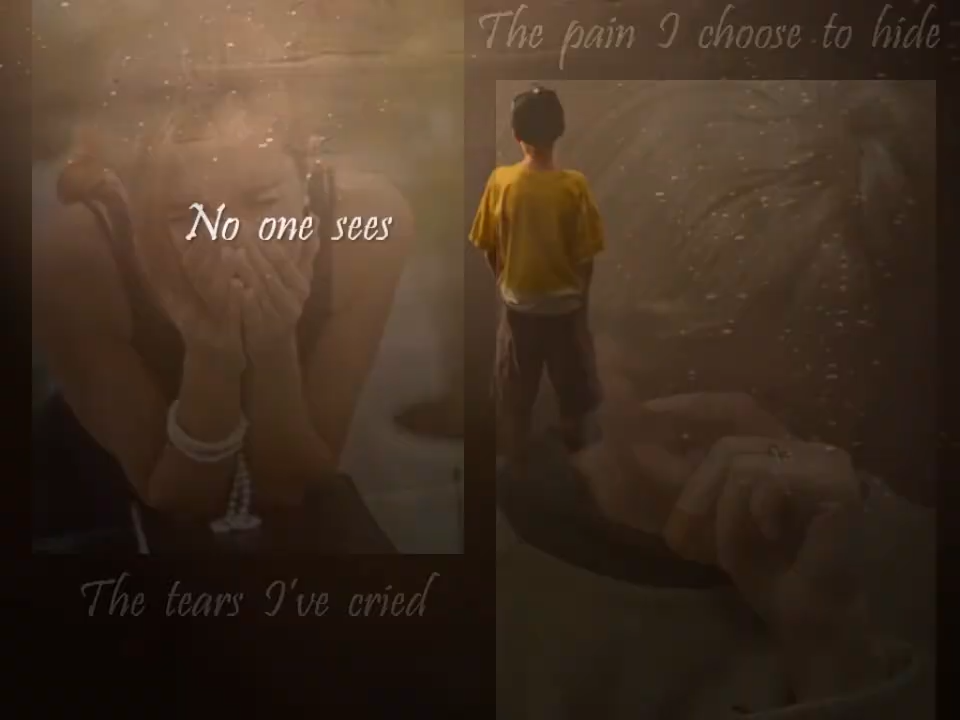 The pain I choose to hide
No one sees
The tears I've cried